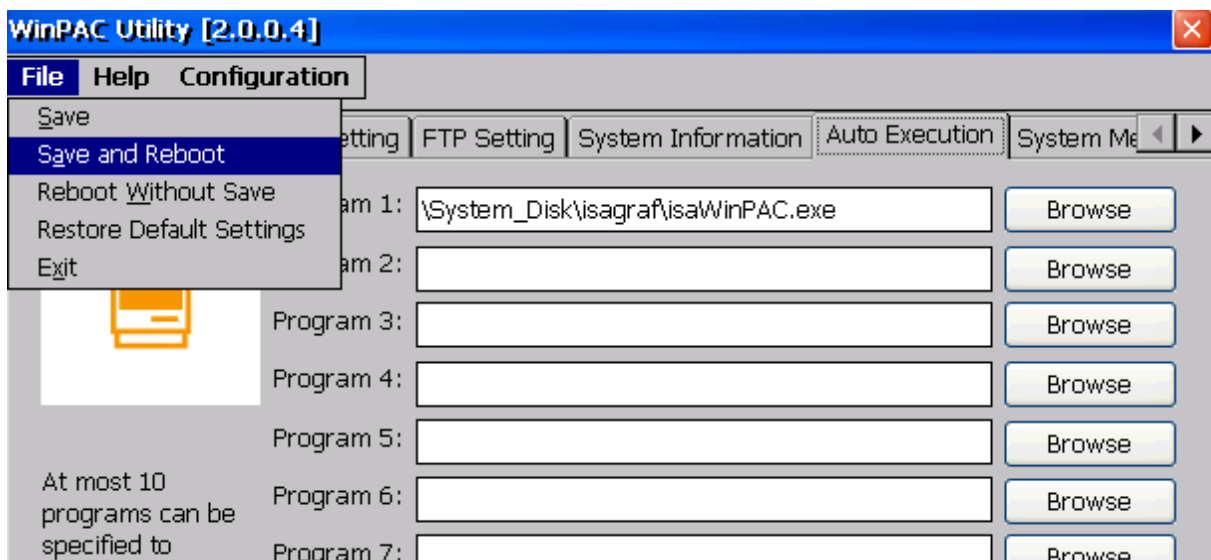 WinPAC Utility [2.0.0.4]
File Help Configuration
Save
Save and Reboot
Reboot Without Save
Restore Default Settings
Exit
etting FTP Setting System Information Auto Execution System Me
am 1: \System_Disk\isagraf\isaWinPAC.exe Browse
am 2: Browse
Program 3: Browse
Program 4: Browse
Program 5: Browse
Program 6: Browse
Program 7: Browse
At most 10
programs can be
specified to